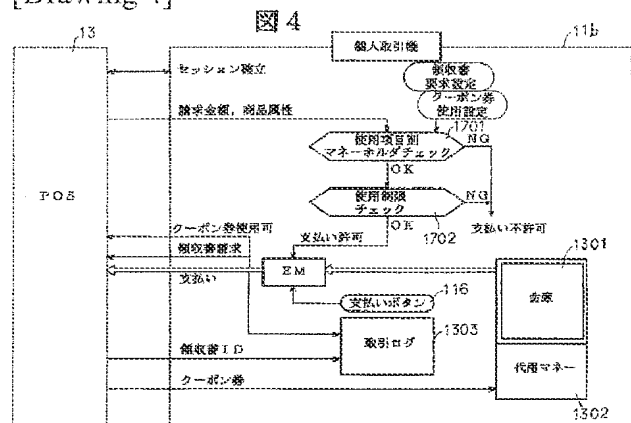 [Drawing 4]
図4
13
11b
個人取引機
セッション確立
領収書
要求設定
クーポン券
使用設定
請求金額，商品属性
1701
使用項目別
マネーホルダチェック
NG
OK
POS
使用制限
チェック
NG
OK
1702
クーポン券使用可
支払い許可
支払い不許可
領収書請求
1301
EM
支払い
金庫
116
支払いボタン
1303
取引ログ
領収書ID
代用マネー
クーポン券
1302